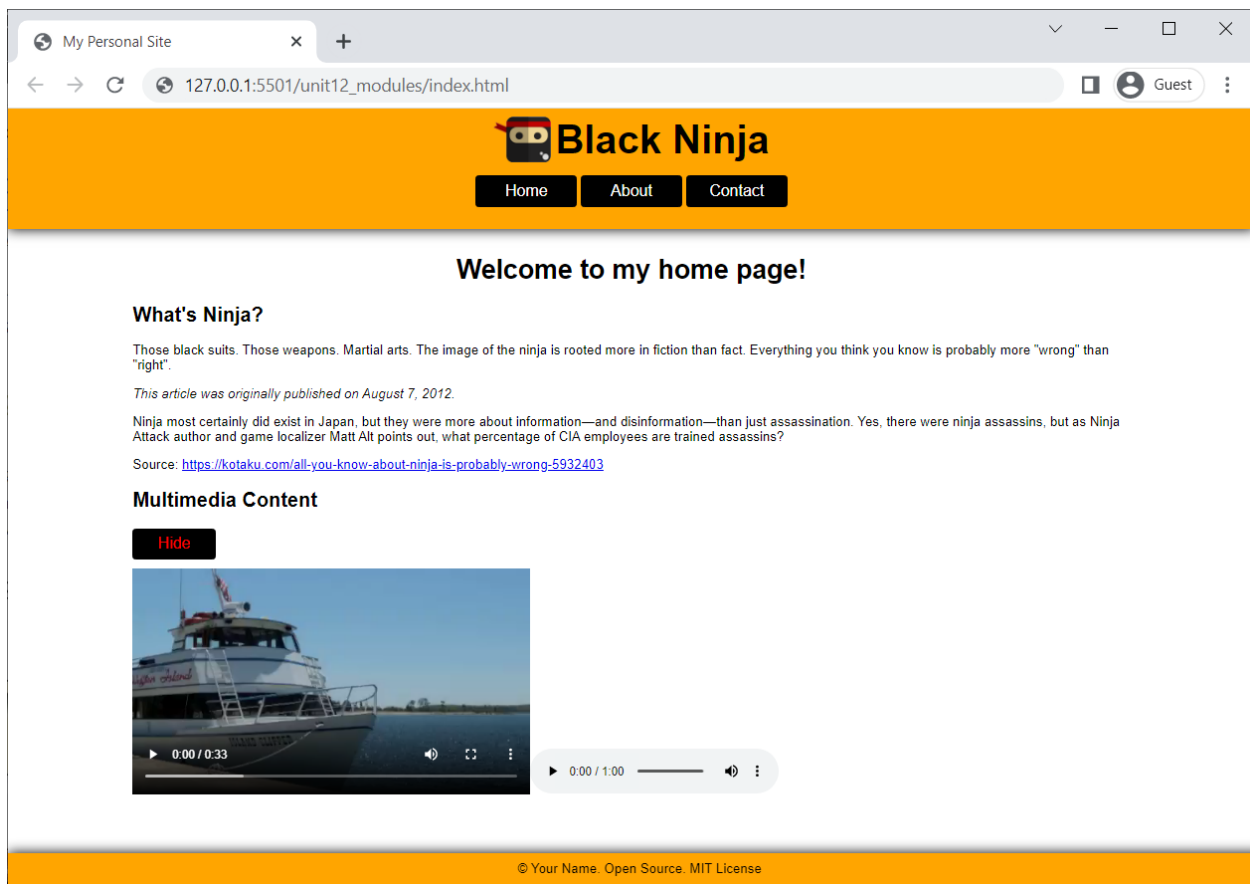 My Personal Site
127.0.0.1:5501/unit12_modules/index.html
Guest
Black Ninja
Home About Contact
Welcome to my home page!
What's Ninja?
Those black suits. Those weapons. Martial arts. The image of the ninja is rooted more in fiction than fact. Everything you think you know is probably more "wrong" than
"right".
This article was originally published on August 7, 2012.
Ninja most certainly did exist in Japan, but they were more about information—and disinformation—than just assassination. Yes, there were ninja assassins, but as Ninja
Attack author and game localizer Matt Alt points out, what percentage of CIA employees are trained assassins?
Source: https://kotaku.com/all-you-know-about-ninja-is-probably-wrong-5932403
Multimedia Content
Hide
Island
0:00 / 0:33
0:00 / 1:00
© Your Name. Open Source. MIT License